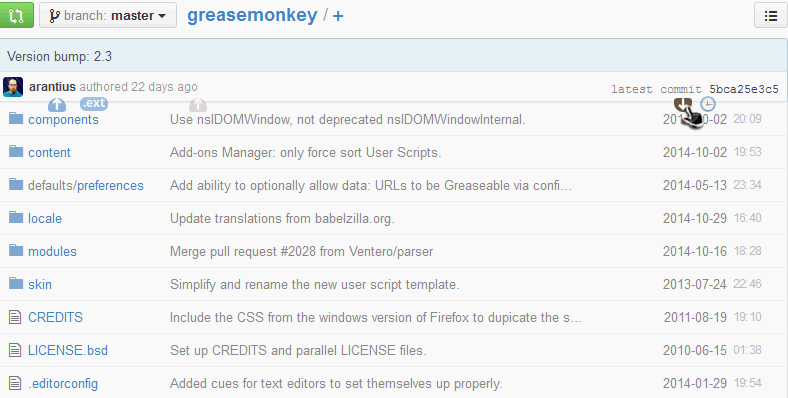 branch: master greasemonkey / +
Version bump: 2.3
arantius authored 22 days ago latest commit 5bca25e3c5
.ext
components Use nsIDOMWindow, not deprecated nsIDOMWindowInternal. 20:09
content Add-ons Manager: only force sort User Scripts. 2014-10-02 19:53
defaults/preferences Add ability to optionally allow data: URLs to be Greaseable via confi… 2014-05-13 23:34
locale Update translations from babelzilla.org. 2014-10-29 16:40
modules Merge pull request #2028 from Ventero/parser 2014-10-16 18:28
skin Simplify and rename the new user script template. 2013-07-24 22:46
CREDITS Include the CSS from the windows version of Firefox to dupicate the s… 2011-08-19 19:10
LICENSE.bsd Set up CREDITS and parallel LICENSE files. 2010-06-15 01:38
.editorconfig Added cues for text editors to set themselves up properly. 2014-01-29 19:54